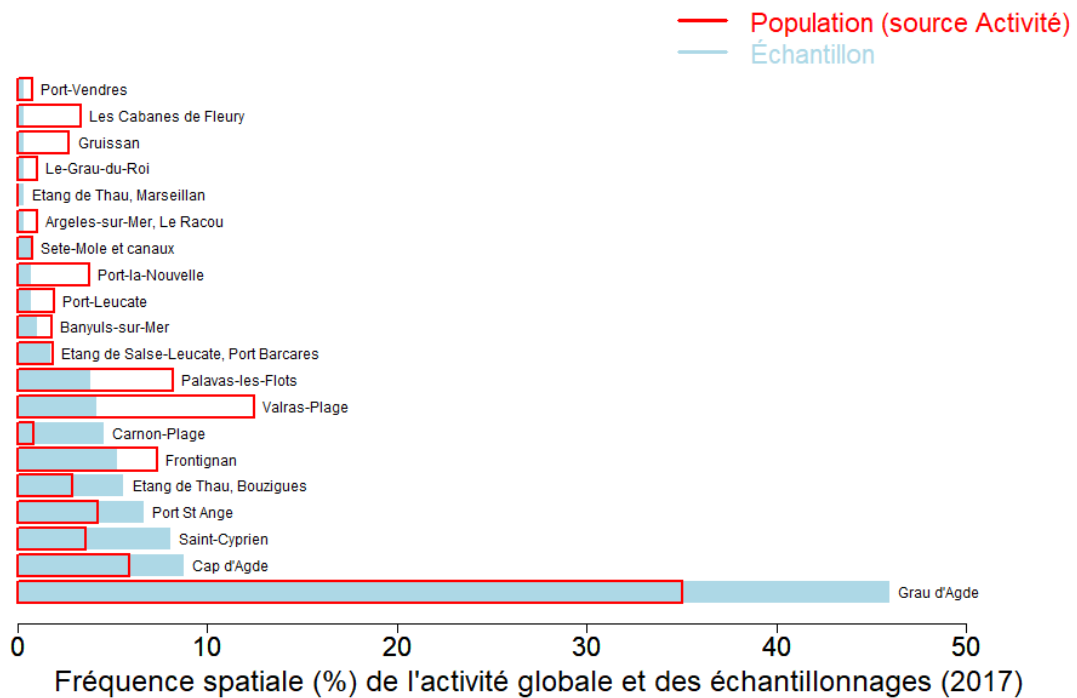 Population (source Activité)
Échantillon
Port-Vendres
Les Cabanes de Fleury
Gruissan
Le-Grau-du-Roi
Etang de Thau, Marseillan
Argeles-sur-Mer, Le Racou
Sete-Mole et canaux
Port-la-Nouvelle
Port-Leucate
Banyuls-sur-Mer
Etang de Salse-Leucate, Port Barcares
Palavas-les-Flots
Valras-Plage
Carnon-Plage
Frontignan
Etang de Thau, Bouzigues
Port St Ange
Saint-Cyprien
Cap d'Agde
Grau d'Agde
0 10 20 30 40 50
Fréquence spatiale (%) de l'activité globale et des échantillonnages (2017)